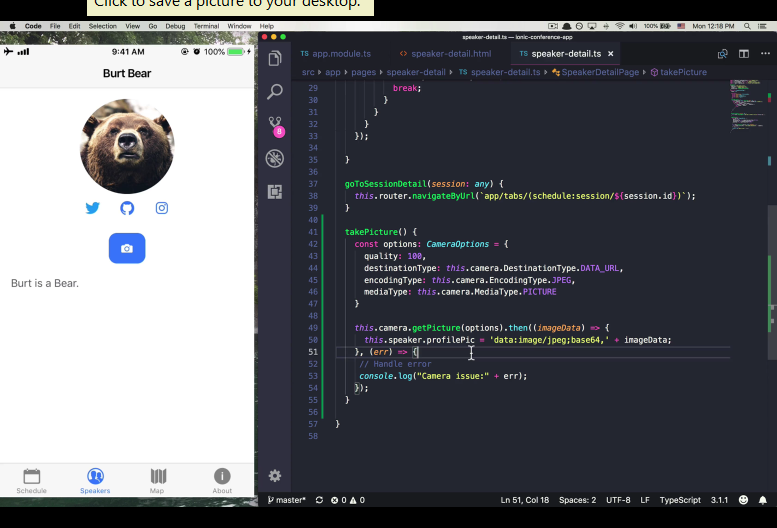 Click to save a picture to your desktop.
Code File Edit Selection View Go Debug Terminal Window Help
100% Mon 12:18 PM
speaker-detail.ts — ionic-conference-app
9:41 AM
100%
Burt Bear
Burt is a Bear.
Schedule Speakers Map About
TS app.module.ts <> speaker-detail.html TS speaker-detail.ts ×
src › app › pages › speaker-detail › TS speaker-detail.ts › SpeakerDetailPage › takePicture
8
29 break;
30 }
31 }
32 }
33 });
34
35 }
36
37 goToSessionDetail(session: any) {
38 this.router.navigateByUrl(`app/tabs/(schedule:session/${session.id})`);
39 }
40
41 takePicture() {
42 const options: CameraOptions = {
43 quality: 100,
44 destinationType: this.camera.DestinationType.DATA_URL,
45 encodingType: this.camera.EncodingType.JPEG,
46 mediaType: this.camera.MediaType.PICTURE
47 }
48
49 this.camera.getPicture(options).then((imageData) => {
50 this.speaker.profilePic = 'data:image/jpeg;base64,' + imageData;
51 }, (err) => {
52 // Handle error
53 console.log("Camera issue:" + err);
54 });
55 }
56
57 }
58
master* 0 0 Ln 51, Col 18 Spaces: 2 UTF-8 LF TypeScript 3.1.1